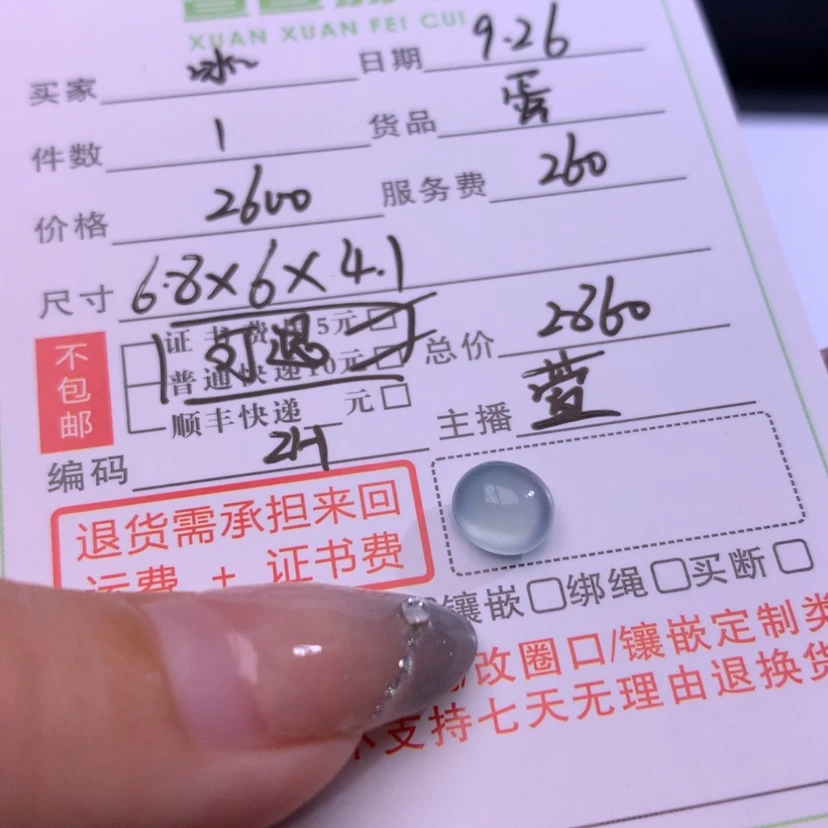 XUAN XUAN FEI CUI
买家 冰 日期 9.26
件数 1 货品 蛋
价格 2600 服务费 260
尺寸 6.8×6×4.1
不包邮
证书费 5元
普通快递10元
可退
顺丰快递 元
总价 2860
主播 萱
编码 2H
退货需承担来回
运费 + 证书费
镶嵌 绑绳 买断
改圈口/镶嵌定制类
不支持七天无理由退换货